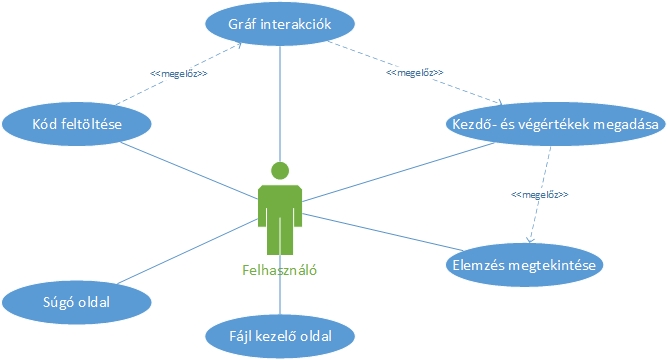 Gráf interakciók
<<megelőz>>
<<megelőz>>
Kód feltöltése
Kezdő- és végértékek megadása
<<megelőz>>
Felhasználó
Elemzés megtekintése
Súgó oldal
Fájl kezelő oldal